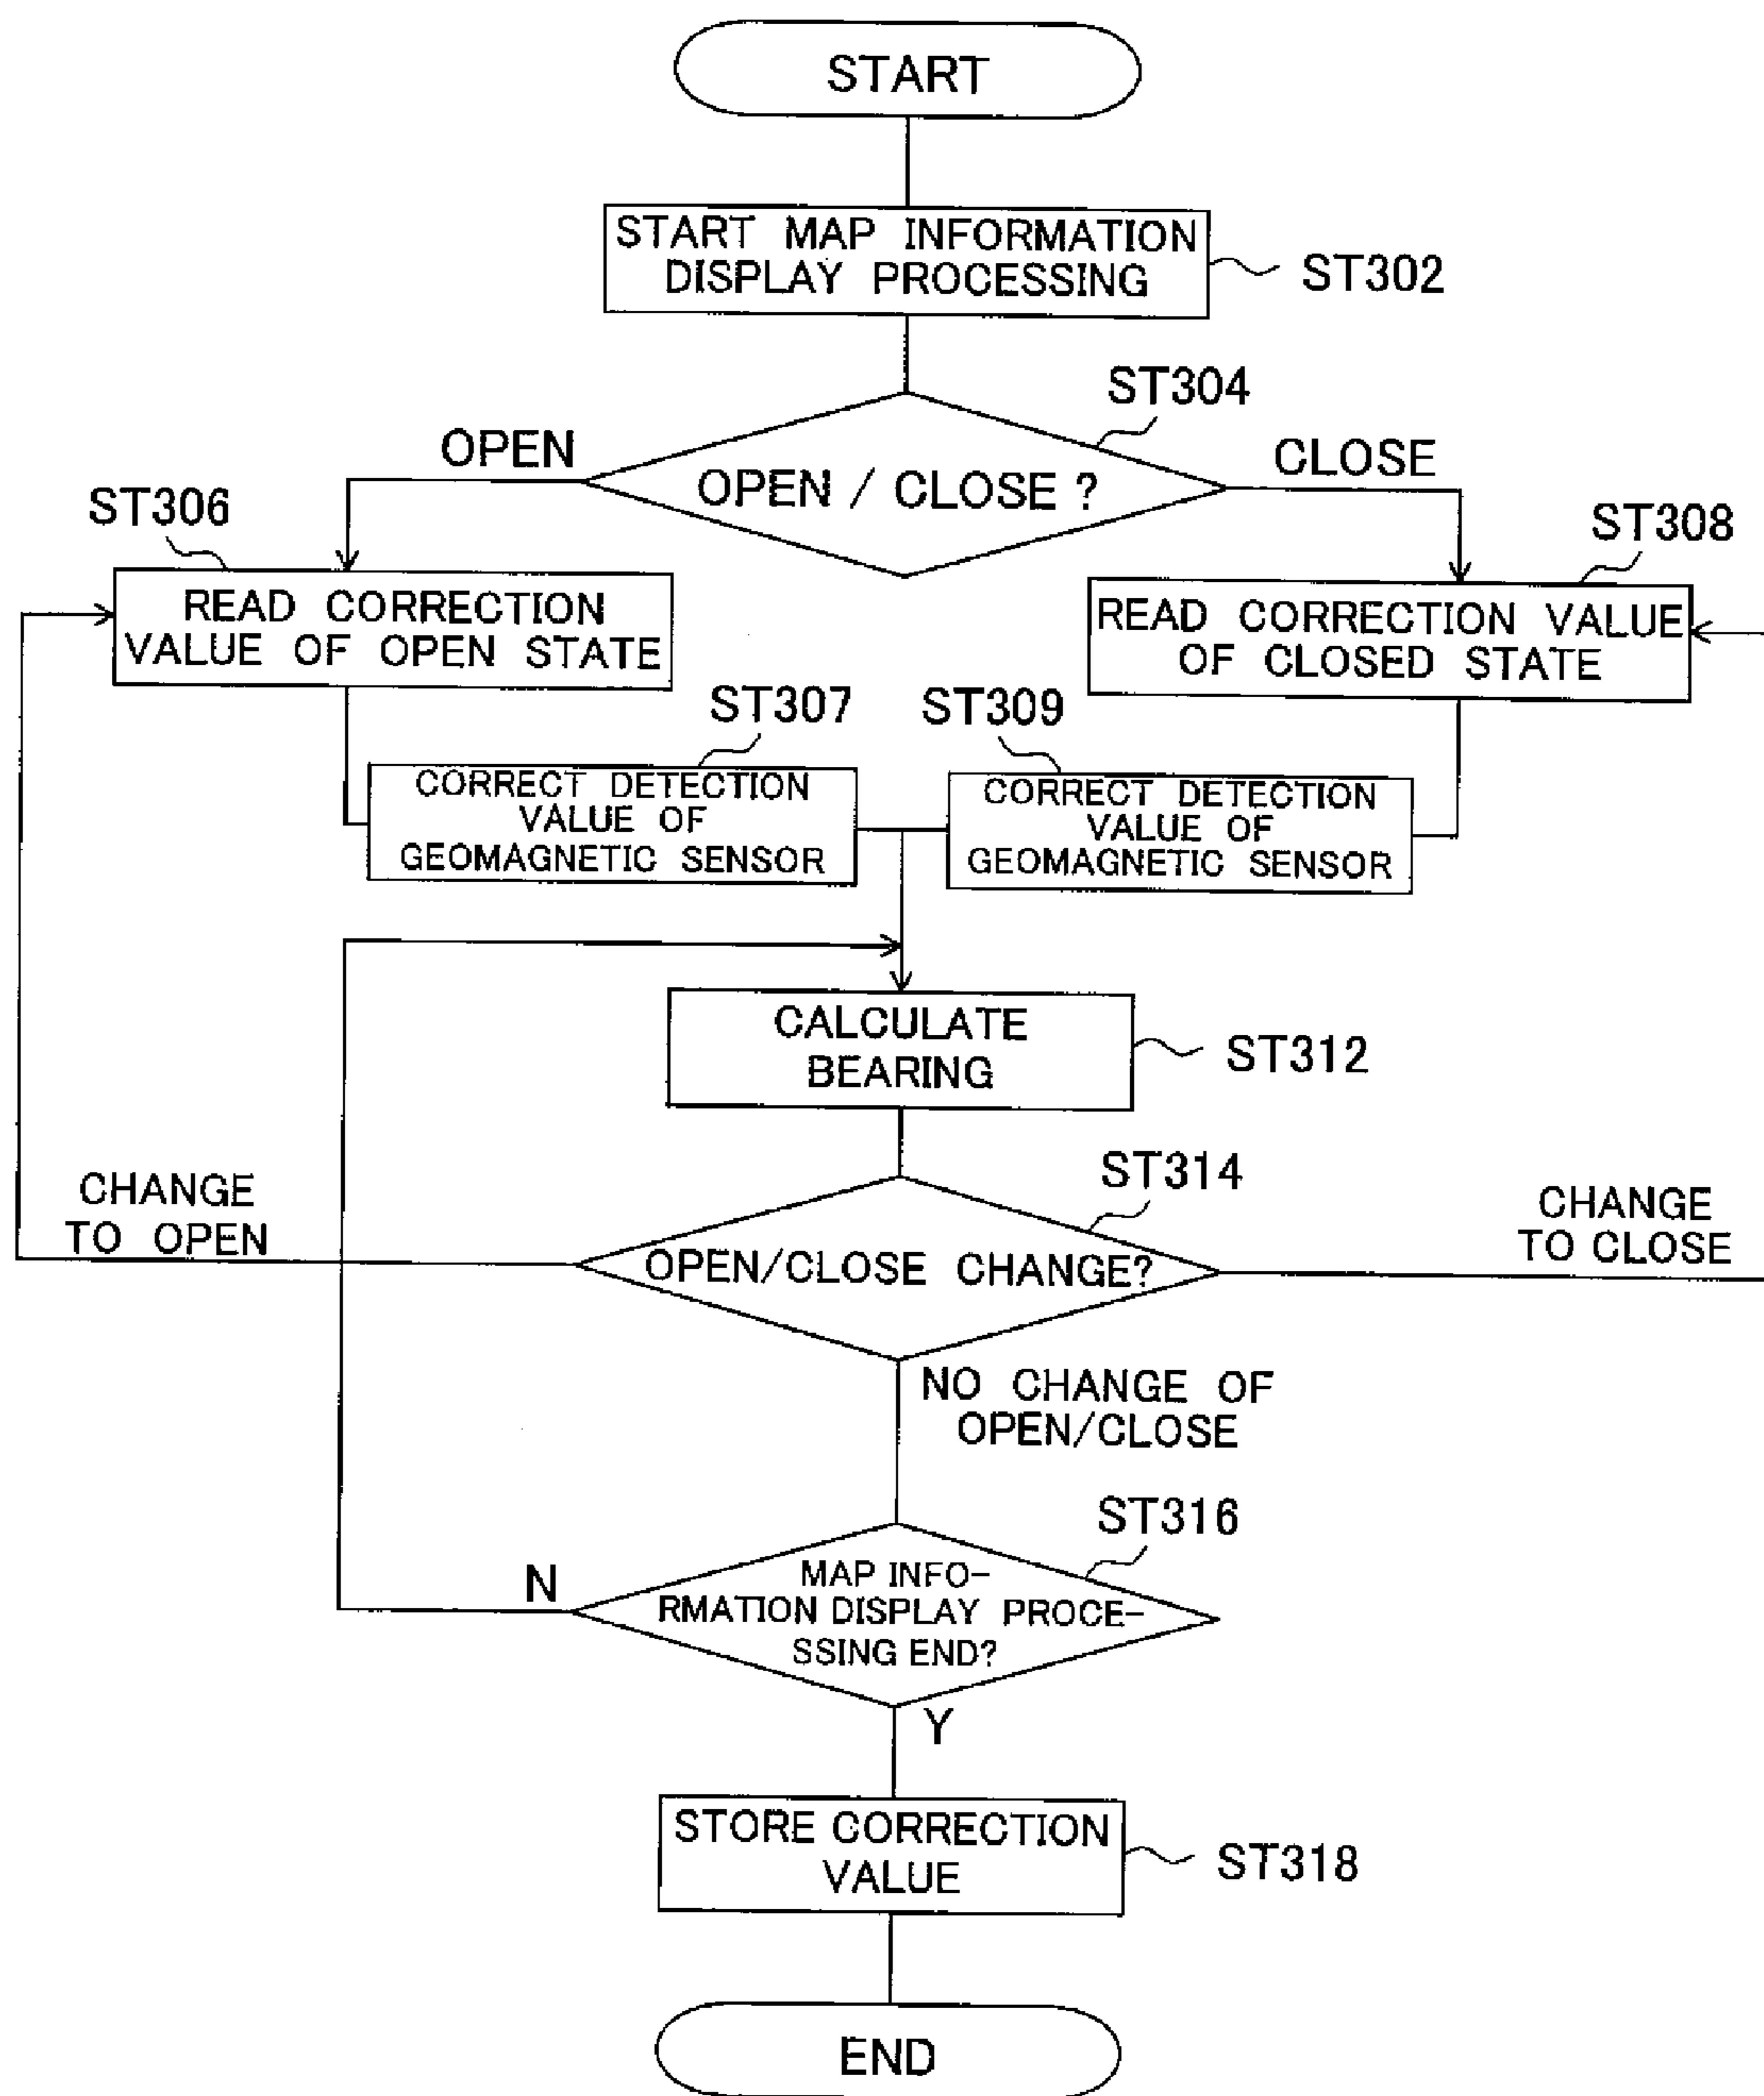 START
START MAP INFORMATION
DISPLAY PROCESSING
ST302
ST304
OPEN
OPEN / CLOSE ?
CLOSE
ST306
READ CORRECTION
VALUE OF OPEN STATE
ST308
READ CORRECTION VALUE
OF CLOSED STATE
ST307
CORRECT DETECTION
VALUE OF
GEOMAGNETIC SENSOR
ST309
CORRECT DETECTION
VALUE OF
GEOMAGNETIC SENSOR
CALCULATE
BEARING
ST312
ST314
CHANGE
TO OPEN
OPEN/CLOSE CHANGE?
CHANGE
TO CLOSE
NO CHANGE OF
OPEN/CLOSE
ST316
N
MAP INFO-
RMATION DISPLAY PROCE-
SSING END?
Y
STORE CORRECTION
VALUE
ST318
END